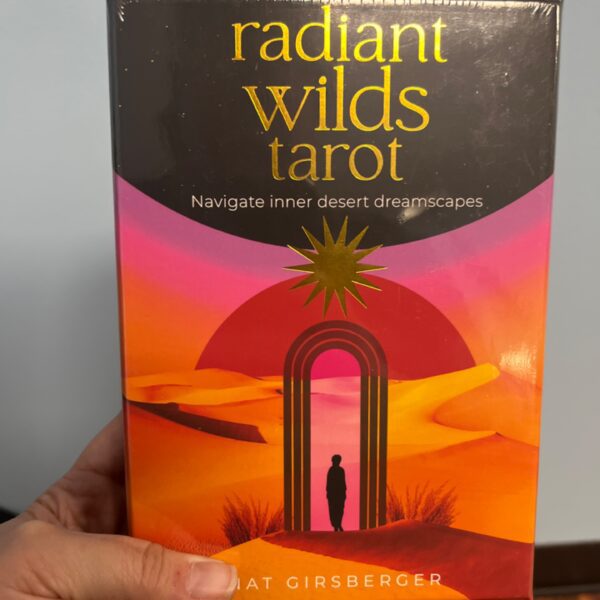 radiant
wilds
tarot
Navigate inner desert dreamscapes
GIRSBERGER